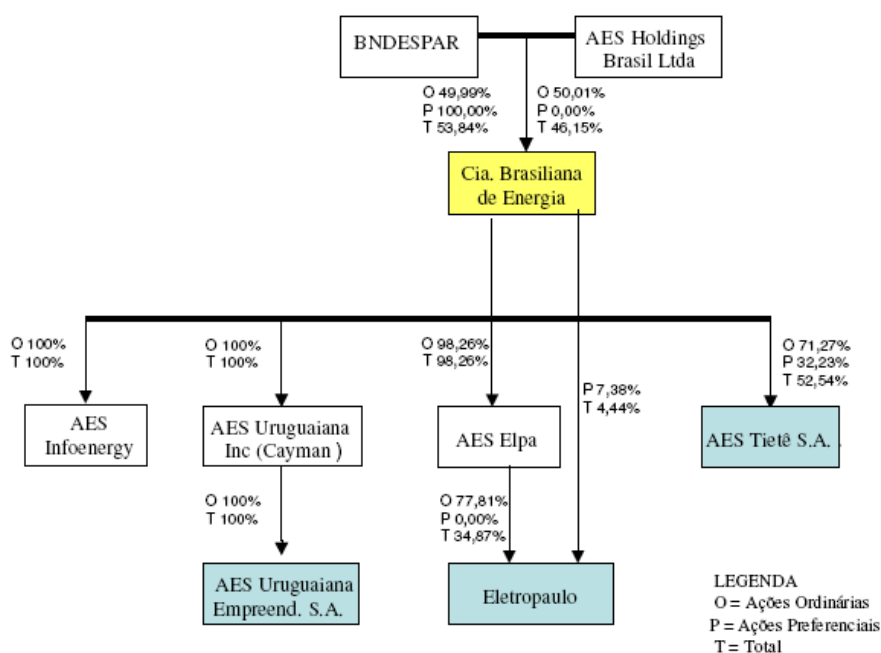 BNDESPAR
AES Holdings
Brasil Ltda
O 49,99%
P 100,00%
T 53,84%
O 50,01%
P 0,00%
T 46,15%
Cia. Brasiliana
de Energia
O 100%
T 100%
O 100%
T 100%
O 98,26%
T 98,26%
P 7,38%
T 4,44%
O 71,27%
P 32,23%
T 52,54%
AES
Infoenergy
AES Uruguaiana
Inc (Cayman )
AES Elpa
AES Tietê S.A. .
O 100%
T 100%
O 77,81%
P 0,00%
T 34,87%
AES Uruguaiana
Empreend. S.A.
Eletropaulo
LEGENDA
O = Ações Ordinárias
P = Ações Preferenciais
T = Total